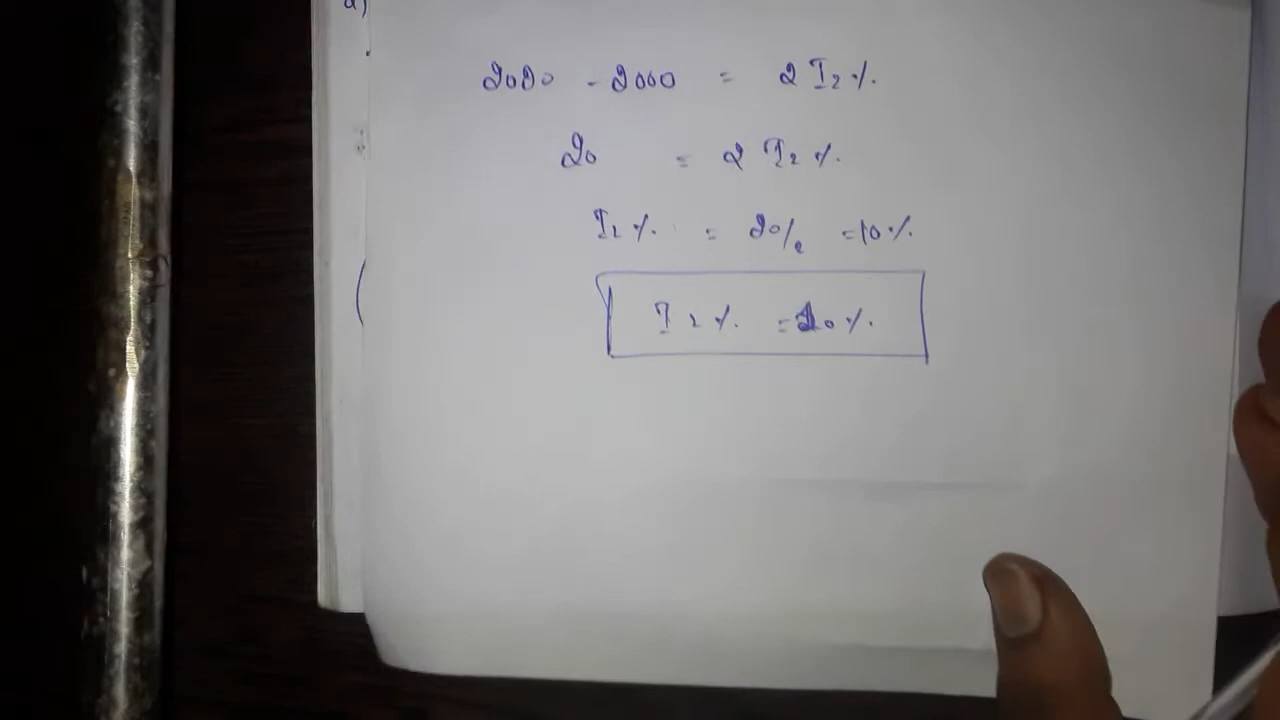 a)
2020 - 2000 = 2 I2 %.
20 = 2 I2 %.
I2 %. = 20/2 = 10 %.
I2 %. = 10 %.